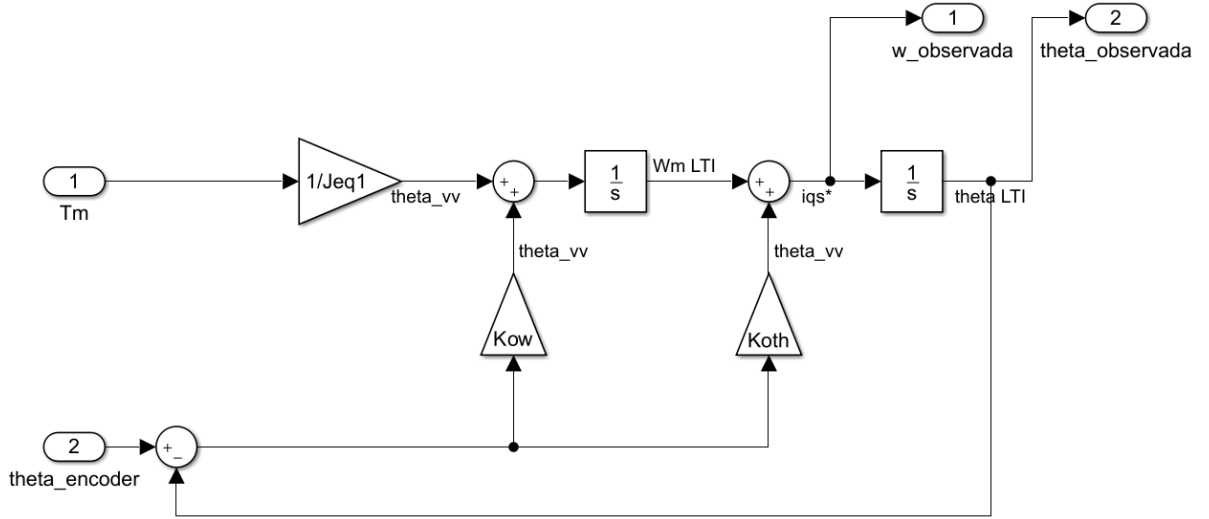 1
w_observada
2
theta_observada
1
Tm
1/Jeq1
theta_vv
+
+
1
s
Wm LTI
+
+
iqs*
1
s
theta LTI
theta_vv
theta_vv
Kow
Koth
2
theta_encoder
+
−